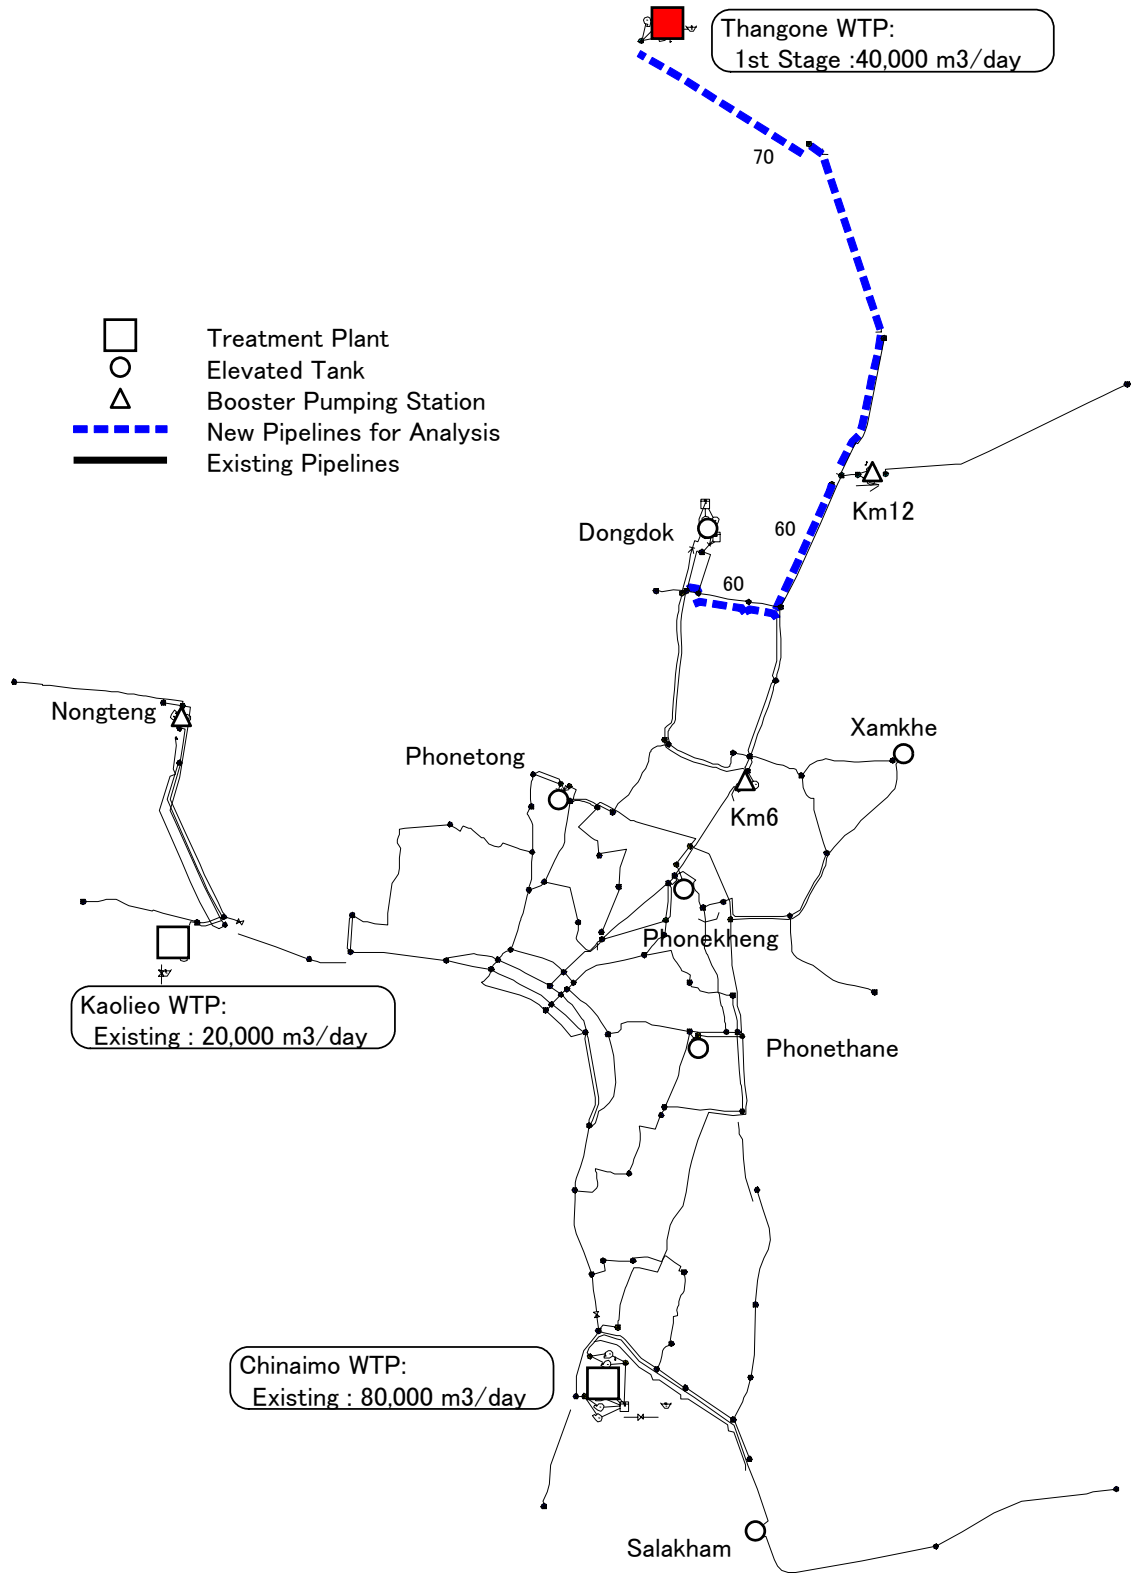 Thangone WTP:
1st Stage :40,000 m3/day
70
Treatment Plant
Elevated Tank
Booster Pumping Station
New Pipelines for Analysis
Existing Pipelines
Km12
Dongdok
60
60
Nongteng
Xamkhe
Phonetong
Km6
Phonekheng
Kaolieo WTP:
Existing : 20,000 m3/day
Phonethane
Chinaimo WTP:
Existing : 80,000 m3/day
Salakham